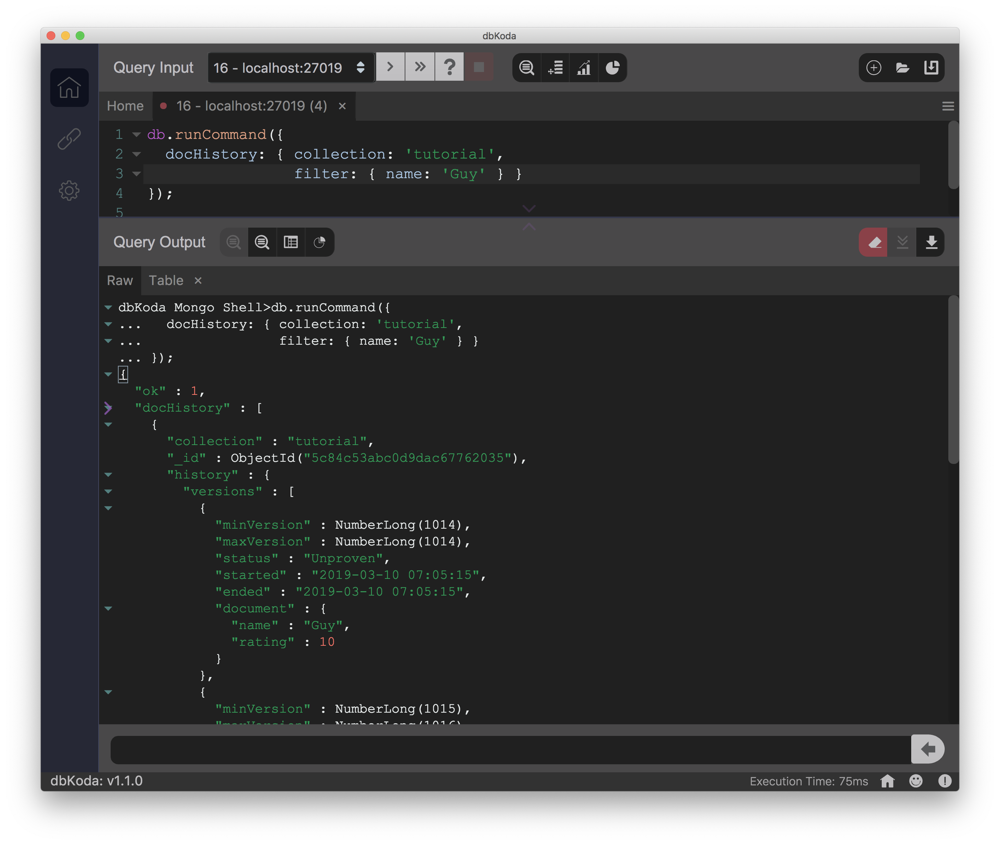 dbKoda
Query Input 16 - localhost:27019
Home 16 - localhost:27019 (4) ×
1 db.runCommand({
2 docHistory: { collection: 'tutorial',
3 filter: { name: 'Guy' } }
4 });
5
Query Output
Raw Table ×
dbKoda Mongo Shell>db.runCommand({
... docHistory: { collection: 'tutorial',
... filter: { name: 'Guy' } }
... });
{
"ok" : 1,
"docHistory" : [
{
"collection" : "tutorial",
"_id" : ObjectId("5c84c53abc0d9dac67762035"),
"history" : {
"versions" : [
{
"minVersion" : NumberLong(1014),
"maxVersion" : NumberLong(1014),
"status" : "Unproven",
"started" : "2019-03-10 07:05:15",
"ended" : "2019-03-10 07:05:15",
"document" : {
"name" : "Guy",
"rating" : 10
}
},
{
"minVersion" : NumberLong(1015),
"maxVersion" : NumberLong(1016)
dbKoda: v1.1.0 Execution Time: 75ms